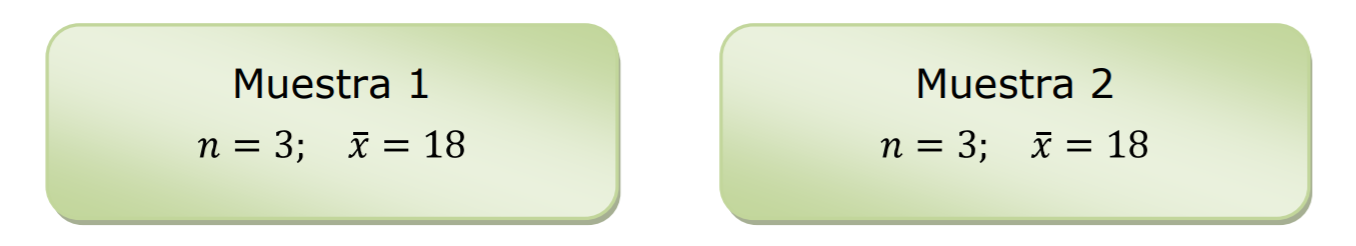 Muestra 1
n = 3; x̄ = 18
Muestra 2
n = 3; x̄ = 18